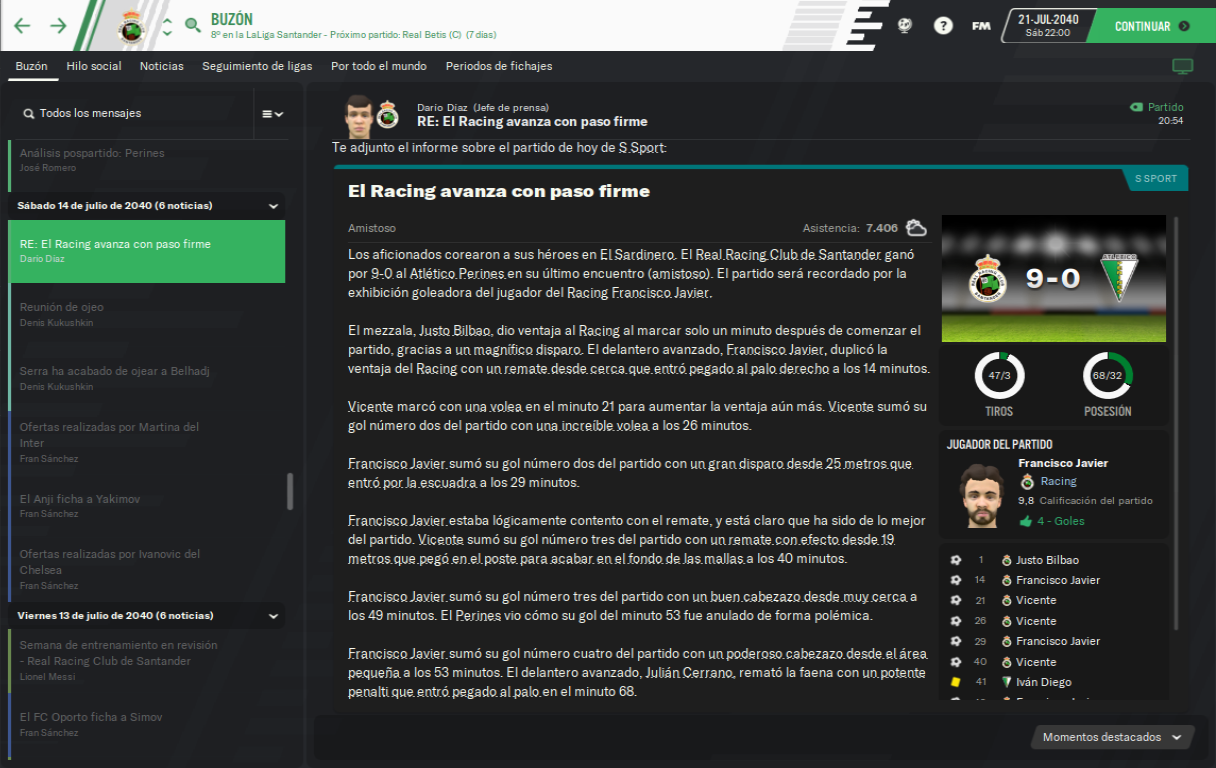 BUZÓN
8º en la LaLiga Santander - Próximo partido: Real Betis (C) (7 días)
?
FM
21-JUL-2040
Sáb 22:00
CONTINUAR
Buzón Hilo social Noticias Seguimiento de ligas Por todo el mundo Periodos de fichajes
Todos los mensajes
Análisis pospartido: Perines
José Romero
Sábado 14 de julio de 2040 (6 noticias)
RE: El Racing avanza con paso firme
Darío Díaz
Reunión de ojeo
Denis Kukushkin
Serra ha acabado de ojear a Belhadj
Denis Kukushkin
Ofertas realizadas por Martina del
Inter
Fran Sánchez
El Anji ficha a Yakimov
Fran Sánchez
Ofertas realizadas por Ivanovic del
Chelsea
Fran Sánchez
Viernes 13 de julio de 2040 (6 noticias)
Semana de entrenamiento en revisión
- Real Racing Club de Santander
Lionel Messi
El FC Oporto ficha a Simov
Fran Sánchez
Darío Díaz (Jefe de prensa)
RE: El Racing avanza con paso firme
Partido
20:54
Te adjunto el informe sobre el partido de hoy de S.Sport:
S SPORT
El Racing avanza con paso firme
Amistoso
Asistencia: 7.406
Los aficionados corearon a sus héroes en El Sardinero. El Real Racing Club de Santander ganó
por 9-0 al Atlético Perines en su último encuentro (amistoso). El partido será recordado por la
exhibición goleadora del jugador del Racing Francisco Javier.
El mezzala, Justo Bilbao, dio ventaja al Racing al marcar solo un minuto después de comenzar el
partido, gracias a un magnífico disparo. El delantero avanzado, Francisco Javier, duplicó la
ventaja del Racing con un remate desde cerca que entró pegado al palo derecho a los 14 minutos.
Vicente marcó con una volea en el minuto 21 para aumentar la ventaja aún más. Vicente sumó su
gol número dos del partido con una increíble volea a los 26 minutos.
Francisco Javier sumó su gol número dos del partido con un gran disparo desde 25 metros que
entró por la escuadra a los 29 minutos.
Francisco Javier estaba lógicamente contento con el remate, y está claro que ha sido de lo mejor
del partido. Vicente sumó su gol número tres del partido con un remate con efecto desde 19
metros que pegó en el poste para acabar en el fondo de las mallas a los 40 minutos.
Francisco Javier sumó su gol número tres del partido con un buen cabezazo desde muy cerca a
los 49 minutos. El Perines vio cómo su gol del minuto 53 fue anulado de forma polémica.
Francisco Javier sumó su gol número cuatro del partido con un poderoso cabezazo desde el área
pequeña a los 53 minutos. El delantero avanzado, Julián Cerrano, remató la faena con un potente
penalti que entró pegado al palo en el minuto 68.
9-0
47/3
TIROS
68/32
POSESIÓN
JUGADOR DEL PARTIDO
Francisco Javier
Racing
9,8 Calificación del partido
4 - Goles
1 Justo Bilbao
14 Francisco Javier
21 Vicente
26 Vicente
29 Francisco Javier
40 Vicente
41 Iván Diego
Momentos destacados